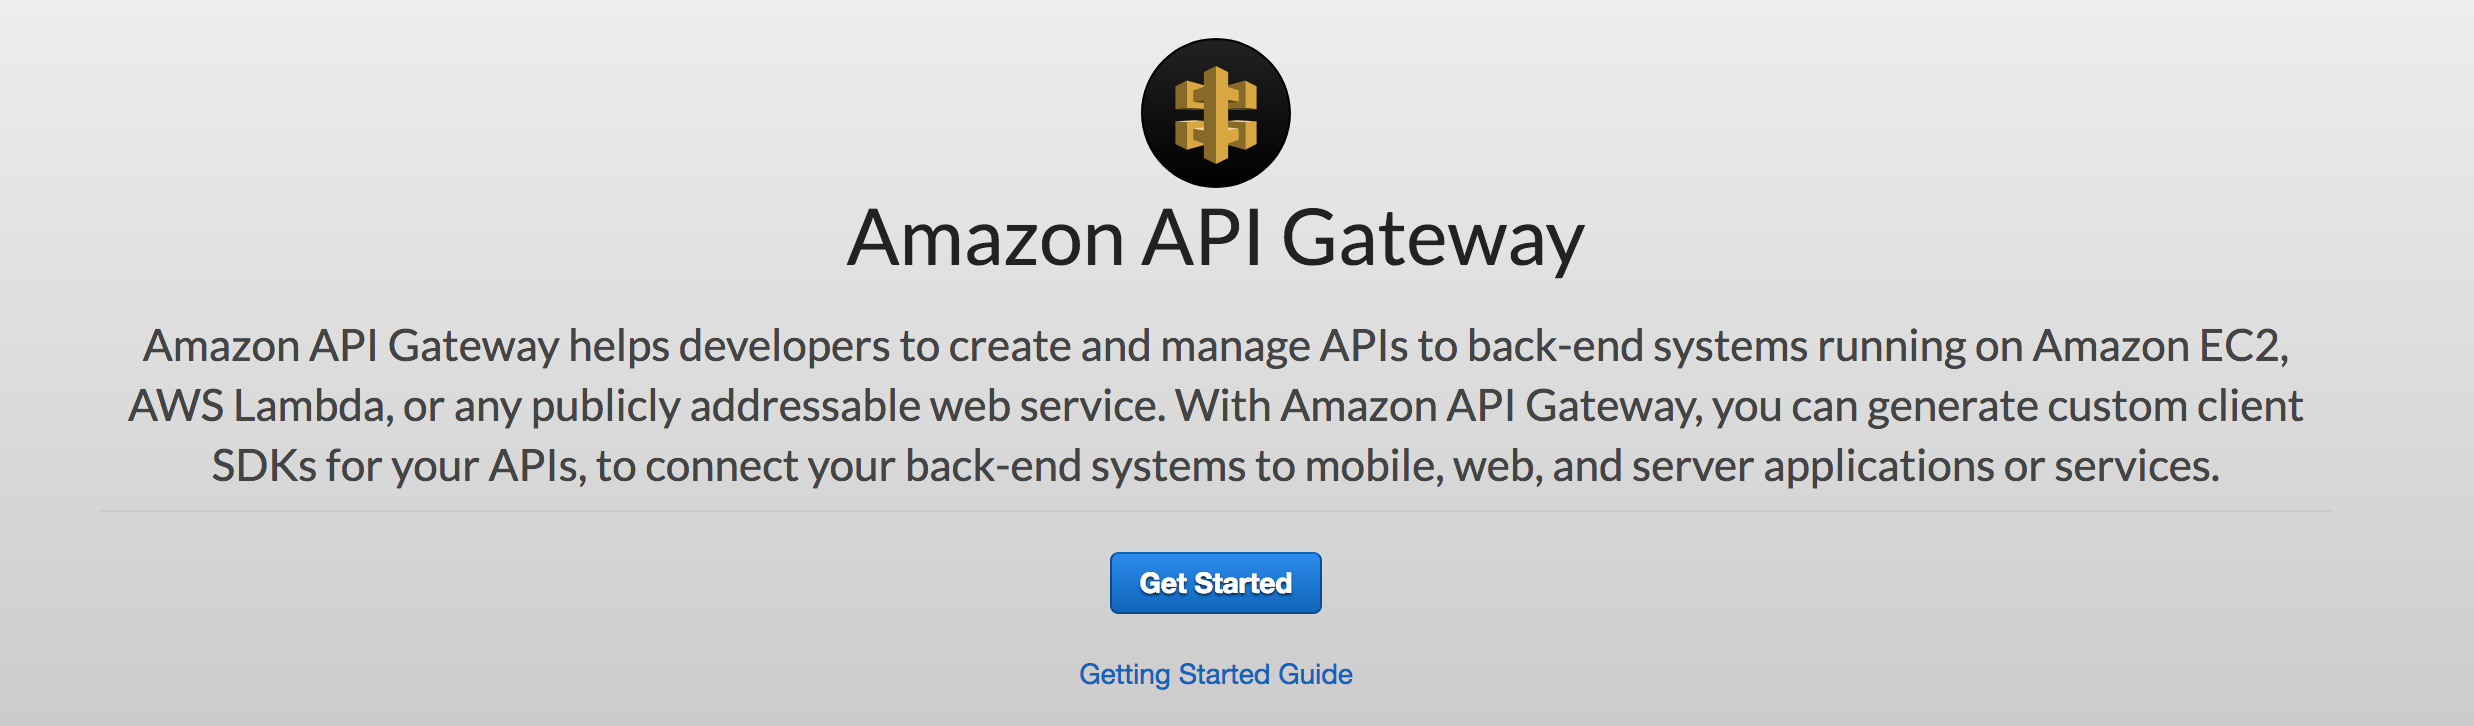 Amazon API Gateway
Amazon API Gateway helps developers to create and manage APIs to back-end systems running on Amazon EC2,
AWS Lambda, or any publicly addressable web service. With Amazon API Gateway, you can generate custom client
SDKs for your APIs, to connect your back-end systems to mobile, web, and server applications or services.
Get Started
Getting Started Guide